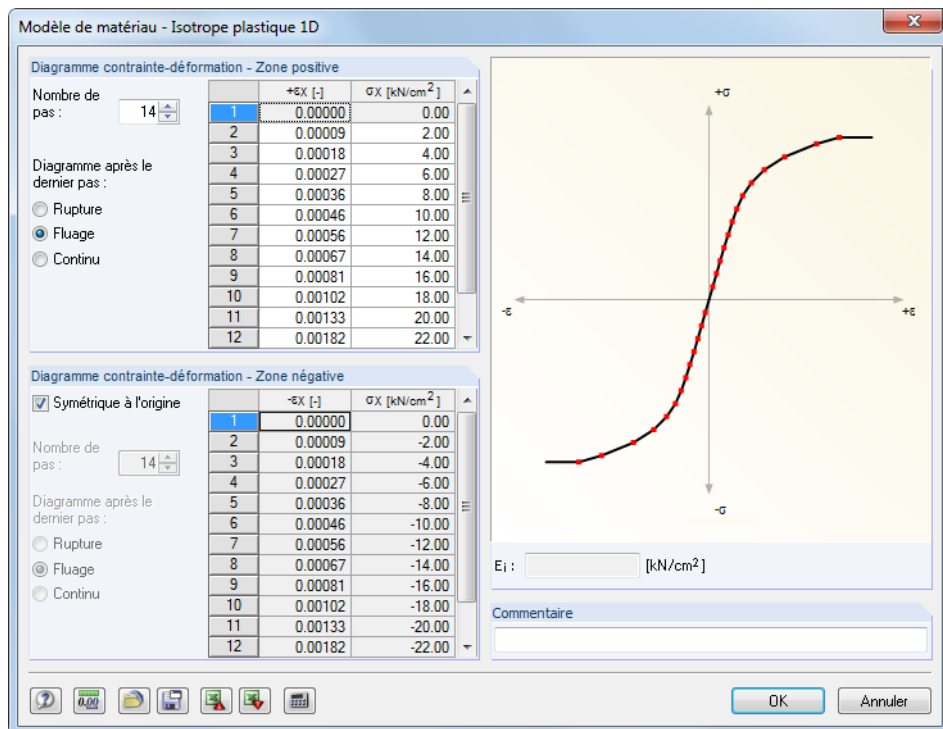 Modèle de matériau - Isotrope plastique 1D
Diagramme contrainte-déformation - Zone positive
Nombre de
pas : 14
Diagramme après le
dernier pas :
Rupture
Fluage
Continu
+εX [-] σX [kN/cm2]
1 0.00000 0.00
2 0.00009 2.00
3 0.00018 4.00
4 0.00027 6.00
5 0.00036 8.00
6 0.00046 10.00
7 0.00056 12.00
8 0.00067 14.00
9 0.00081 16.00
10 0.00102 18.00
11 0.00133 20.00
12 0.00182 22.00
Diagramme contrainte-déformation - Zone négative
Symétrique à l'origine
Nombre de
pas : 14
Diagramme après le
dernier pas :
Rupture
Fluage
Continu
-εX [-] σX [kN/cm2]
1 0.00000 0.00
2 0.00009 -2.00
3 0.00018 -4.00
4 0.00027 -6.00
5 0.00036 -8.00
6 0.00046 -10.00
7 0.00056 -12.00
8 0.00067 -14.00
9 0.00081 -16.00
10 0.00102 -18.00
11 0.00133 -20.00
12 0.00182 -22.00
+σ
-ε +ε
-σ
Ei : [kN/cm2]
Commentaire
0.00
OK Annuler